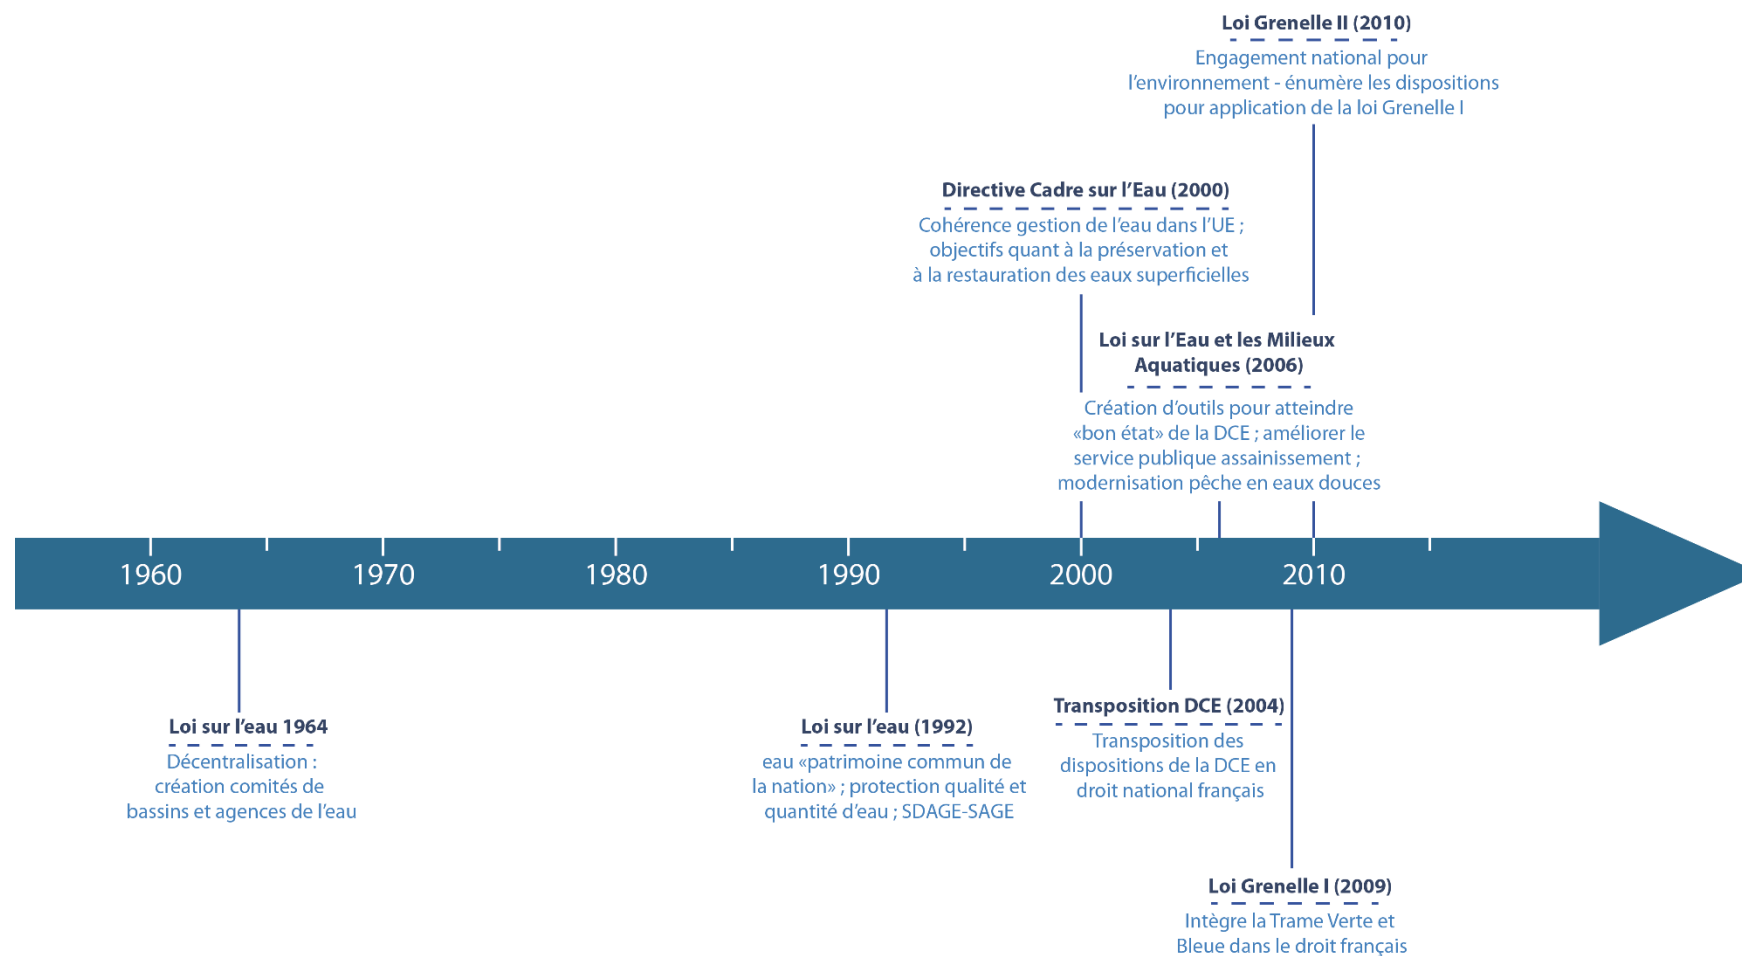 Loi Grenelle II (2010)
Engagement national pour
l'environnement - énumère les dispositions
pour application de la loi Grenelle I
Directive Cadre sur l'Eau (2000)
Cohérence gestion de l'eau dans l'UE ;
objectifs quant à la préservation et
à la restauration des eaux superficielles
Loi sur l'Eau et les Milieux
Aquatiques (2006)
Création d'outils pour atteindre
«bon état» de la DCE ; améliorer le
service publique assainissement ;
modernisation pêche en eaux douces
1960 1970 1980 1990 2000 2010
Loi sur l'eau 1964
Décentralisation :
création comités de
bassins et agences de l'eau
Loi sur l'eau (1992)
eau «patrimoine commun de
la nation» ; protection qualité et
quantité d'eau ; SDAGE-SAGE
Transposition DCE (2004)
Transposition des
dispositions de la DCE en
droit national français
Loi Grenelle I (2009)
Intègre la Trame Verte et
Bleue dans le droit français